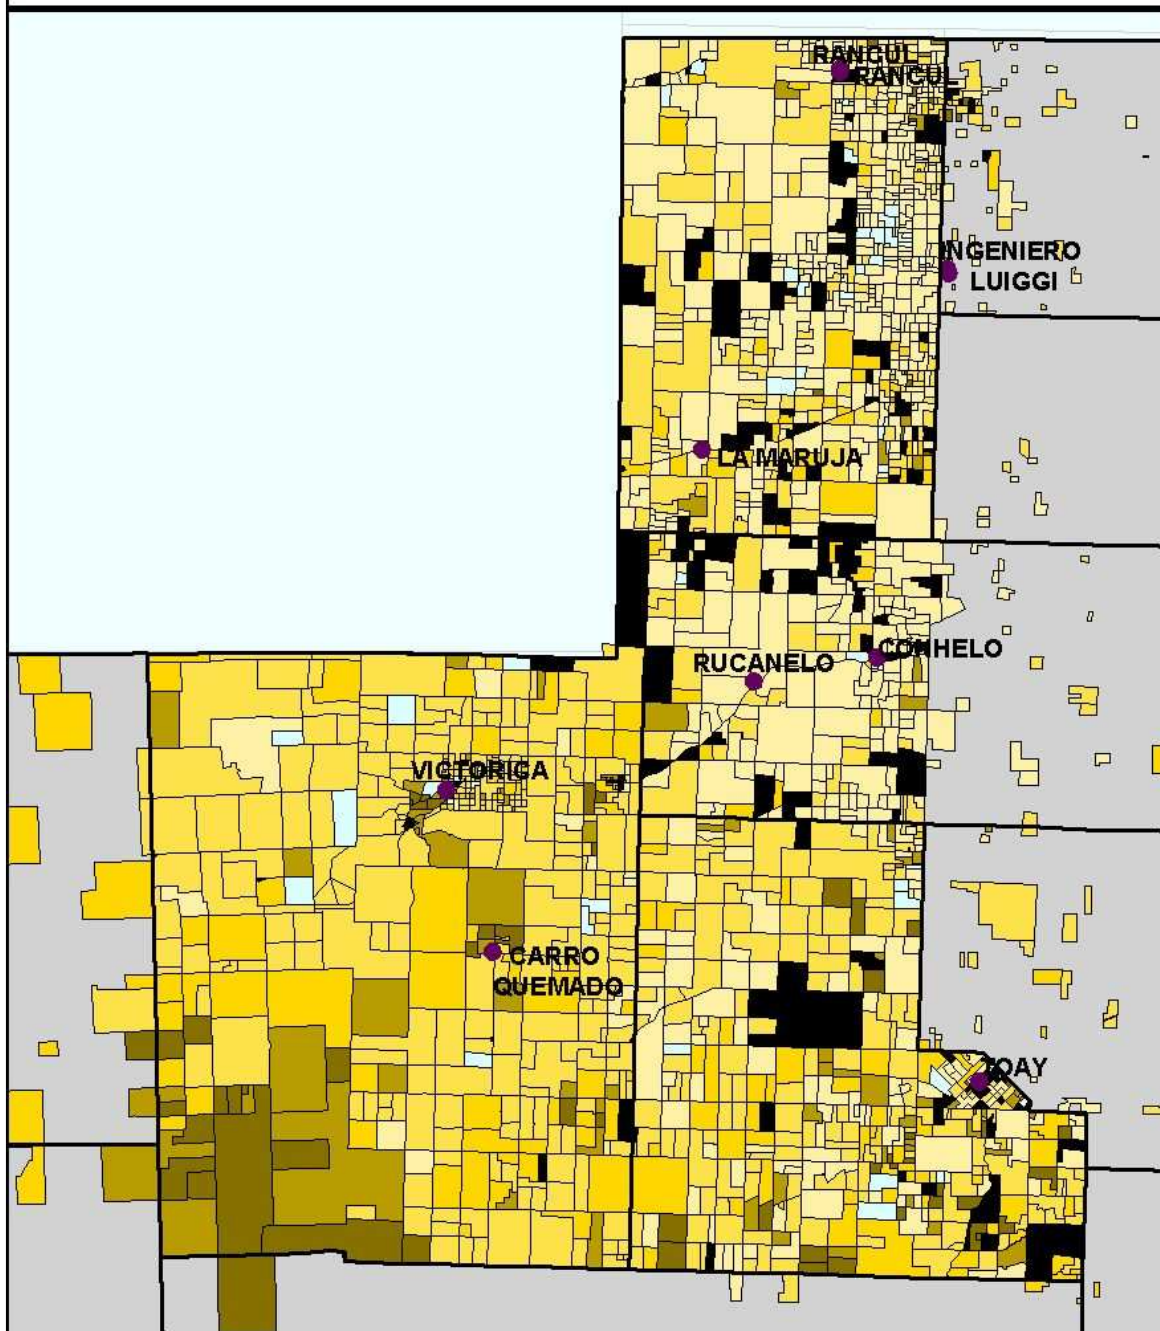 RANCUL
RANCUL
INGENIERO
LUIGGI
LA MARUJA
CONHELO
RUCANELO
VICTORICA
CARRO
QUEMADO
TOAY